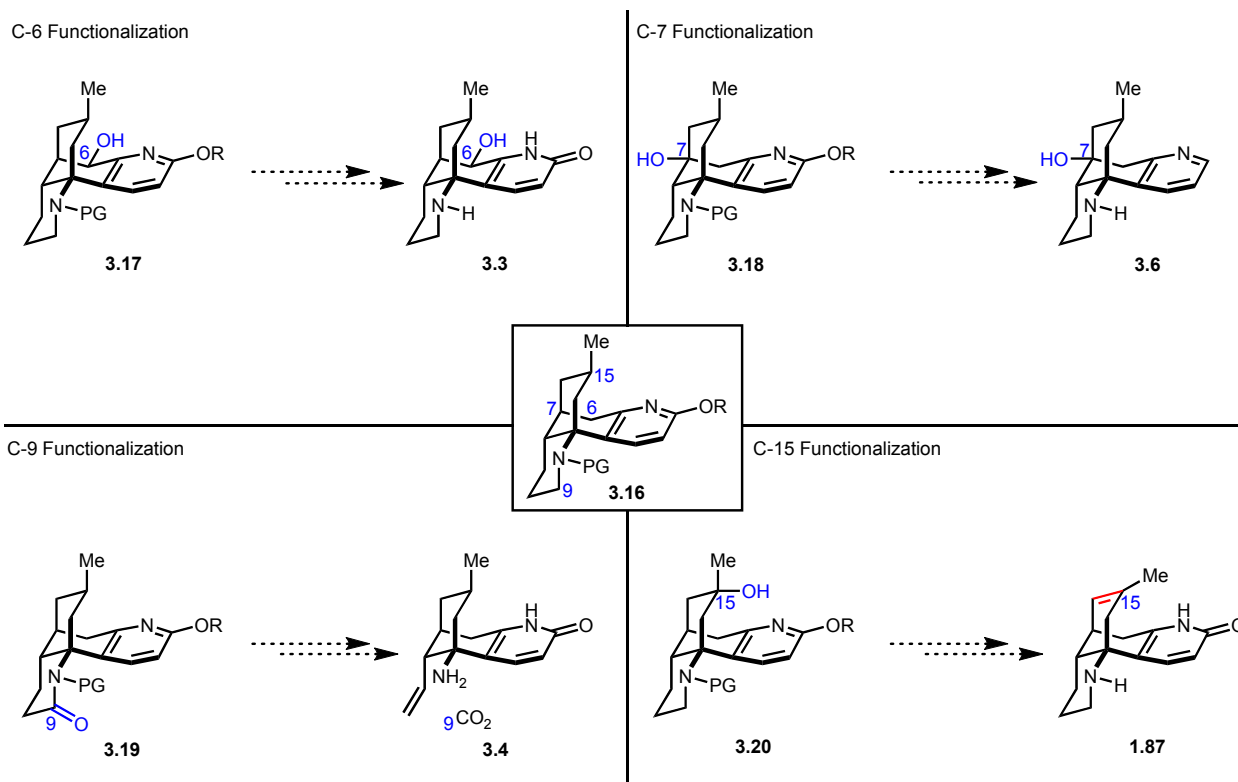 C-6 Functionalization
Me
OH
6
N
OR
N
PG
3.17
Me
OH
6
H
N
O
N
H
3.3
C-7 Functionalization
Me
HO
7
N
OR
N
PG
3.18
Me
HO
7
N
N
H
3.6
Me
15
7
6
N
OR
N
PG
9
3.16
C-9 Functionalization
Me
N
OR
N
PG
9
O
3.19
Me
H
N
O
NH2
9CO2
3.4
C-15 Functionalization
Me
OH
15
N
OR
N
PG
3.20
Me
15
H
N
O
N
H
1.87